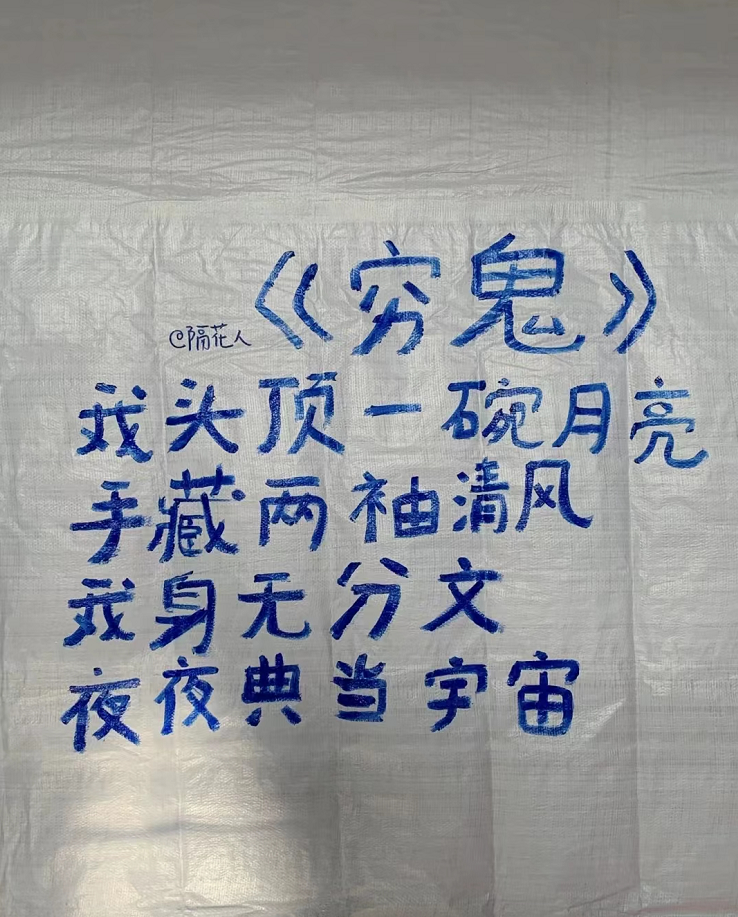 《穷鬼》
@隔花人
我头顶一碗月亮
手藏两袖清风
我身无分文
夜夜典当宇宙